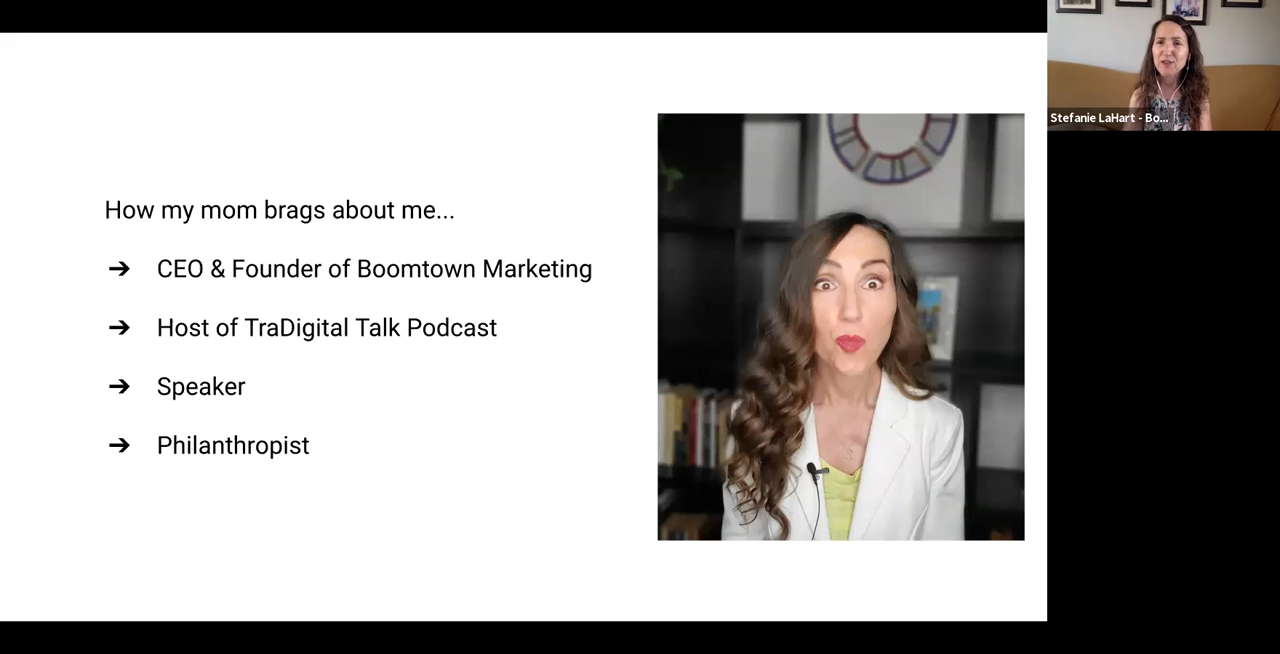 How my mom brags about me...
➔ CEO & Founder of Boomtown Marketing
➔ Host of TraDigital Talk Podcast
➔ Speaker
➔ Philanthropist
Stefanie LaHart - Bo...